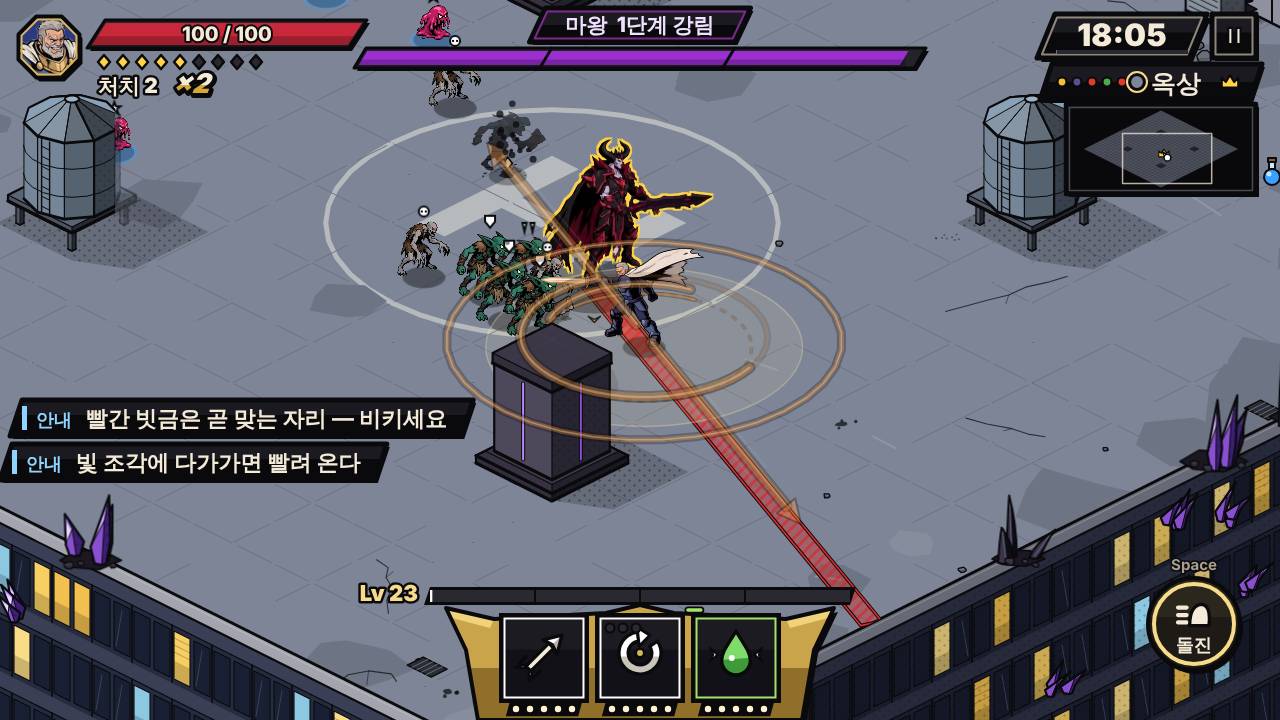 100 / 100
마왕 1단계 강림
18:05
처치 2 ×2
옥상
안내 빨간 빗금은 곧 맞는 자리 — 비키세요
안내 빛 조각에 다가가면 빨려 온다
Lv 23
Space
돌진